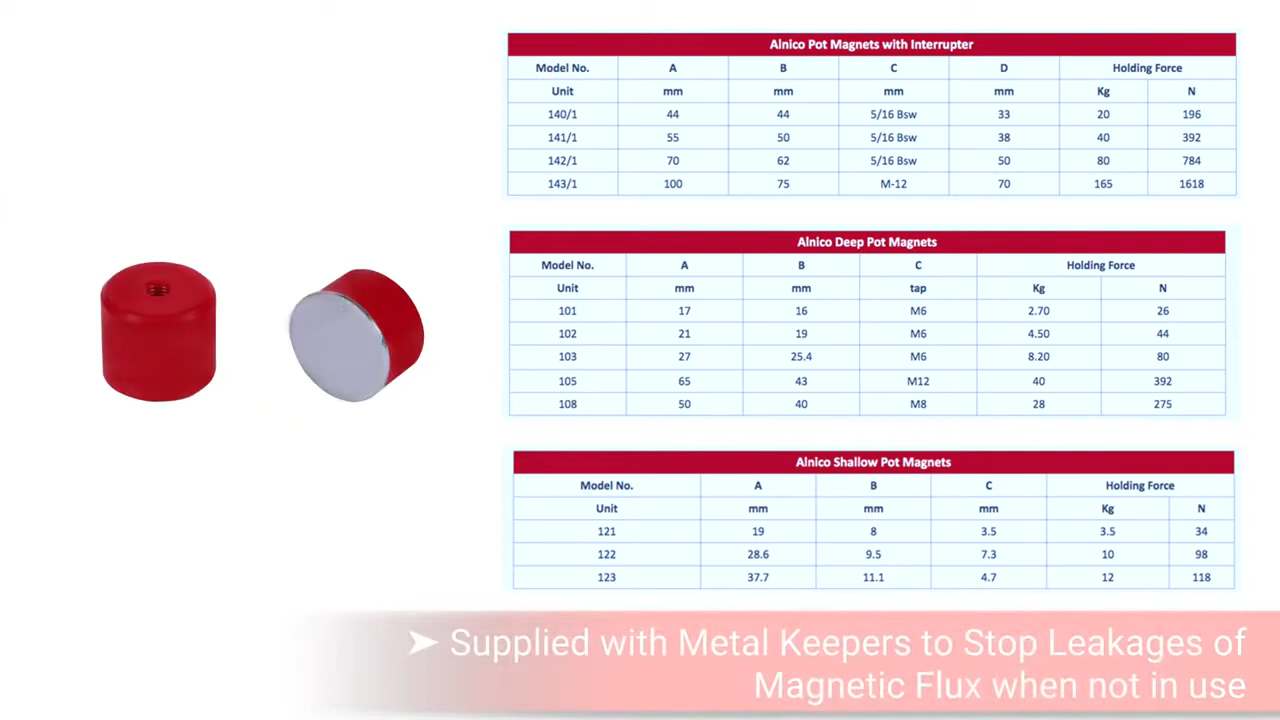 Alnico Pot Magnets with Interrupter
Model No. A B C D Holding Force
Unit mm mm mm mm Kg N
140/1 44 44 5/16 Bsw 33 20 196
141/1 55 50 5/16 Bsw 38 40 392
142/1 70 62 5/16 Bsw 50 80 784
143/1 100 75 M-12 70 165 1618
Alnico Deep Pot Magnets
Model No. A B C Holding Force
Unit mm mm tap Kg N
101 17 16 M6 2.70 26
102 21 19 M6 4.50 44
103 27 25.4 M6 8.20 80
105 65 43 M12 40 392
108 50 40 M8 28 275
Alnico Shallow Pot Magnets
Model No. A B C Holding Force
Unit mm mm mm Kg N
121 19 8 3.5 3.5 34
122 28.6 9.5 7.3 10 98
123 37.7 11.1 4.7 12 118
➤ Supplied with Metal Keepers to Stop Leakages of
Magnetic Flux when not in use